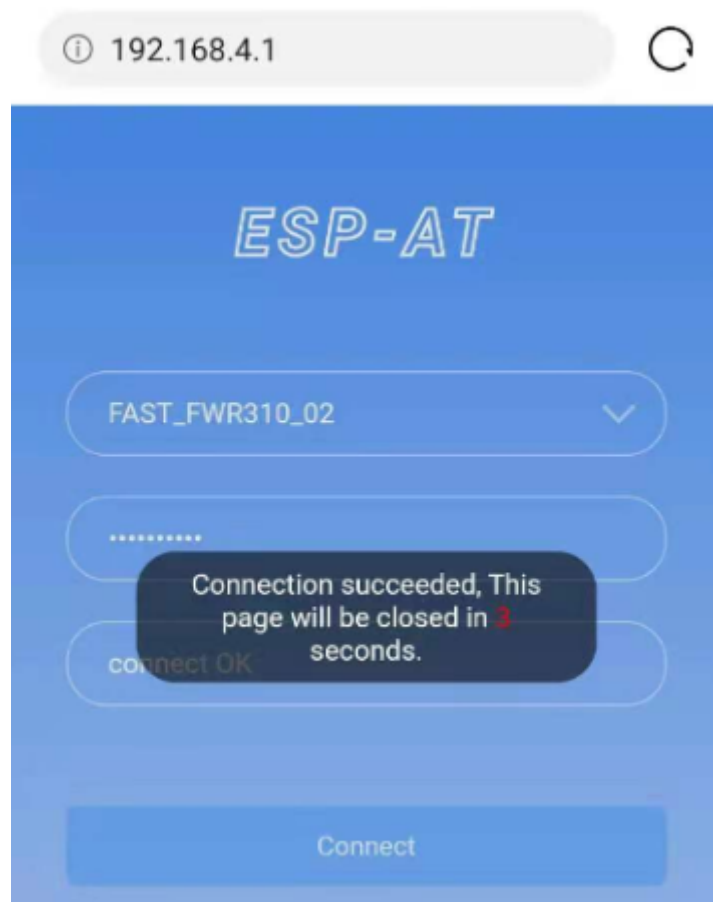 192.168.4.1
ESP-AT
FAST_FWR310_02
••••••••••
Connection succeeded, This
page will be closed in 3
seconds.
connect OK
Connect